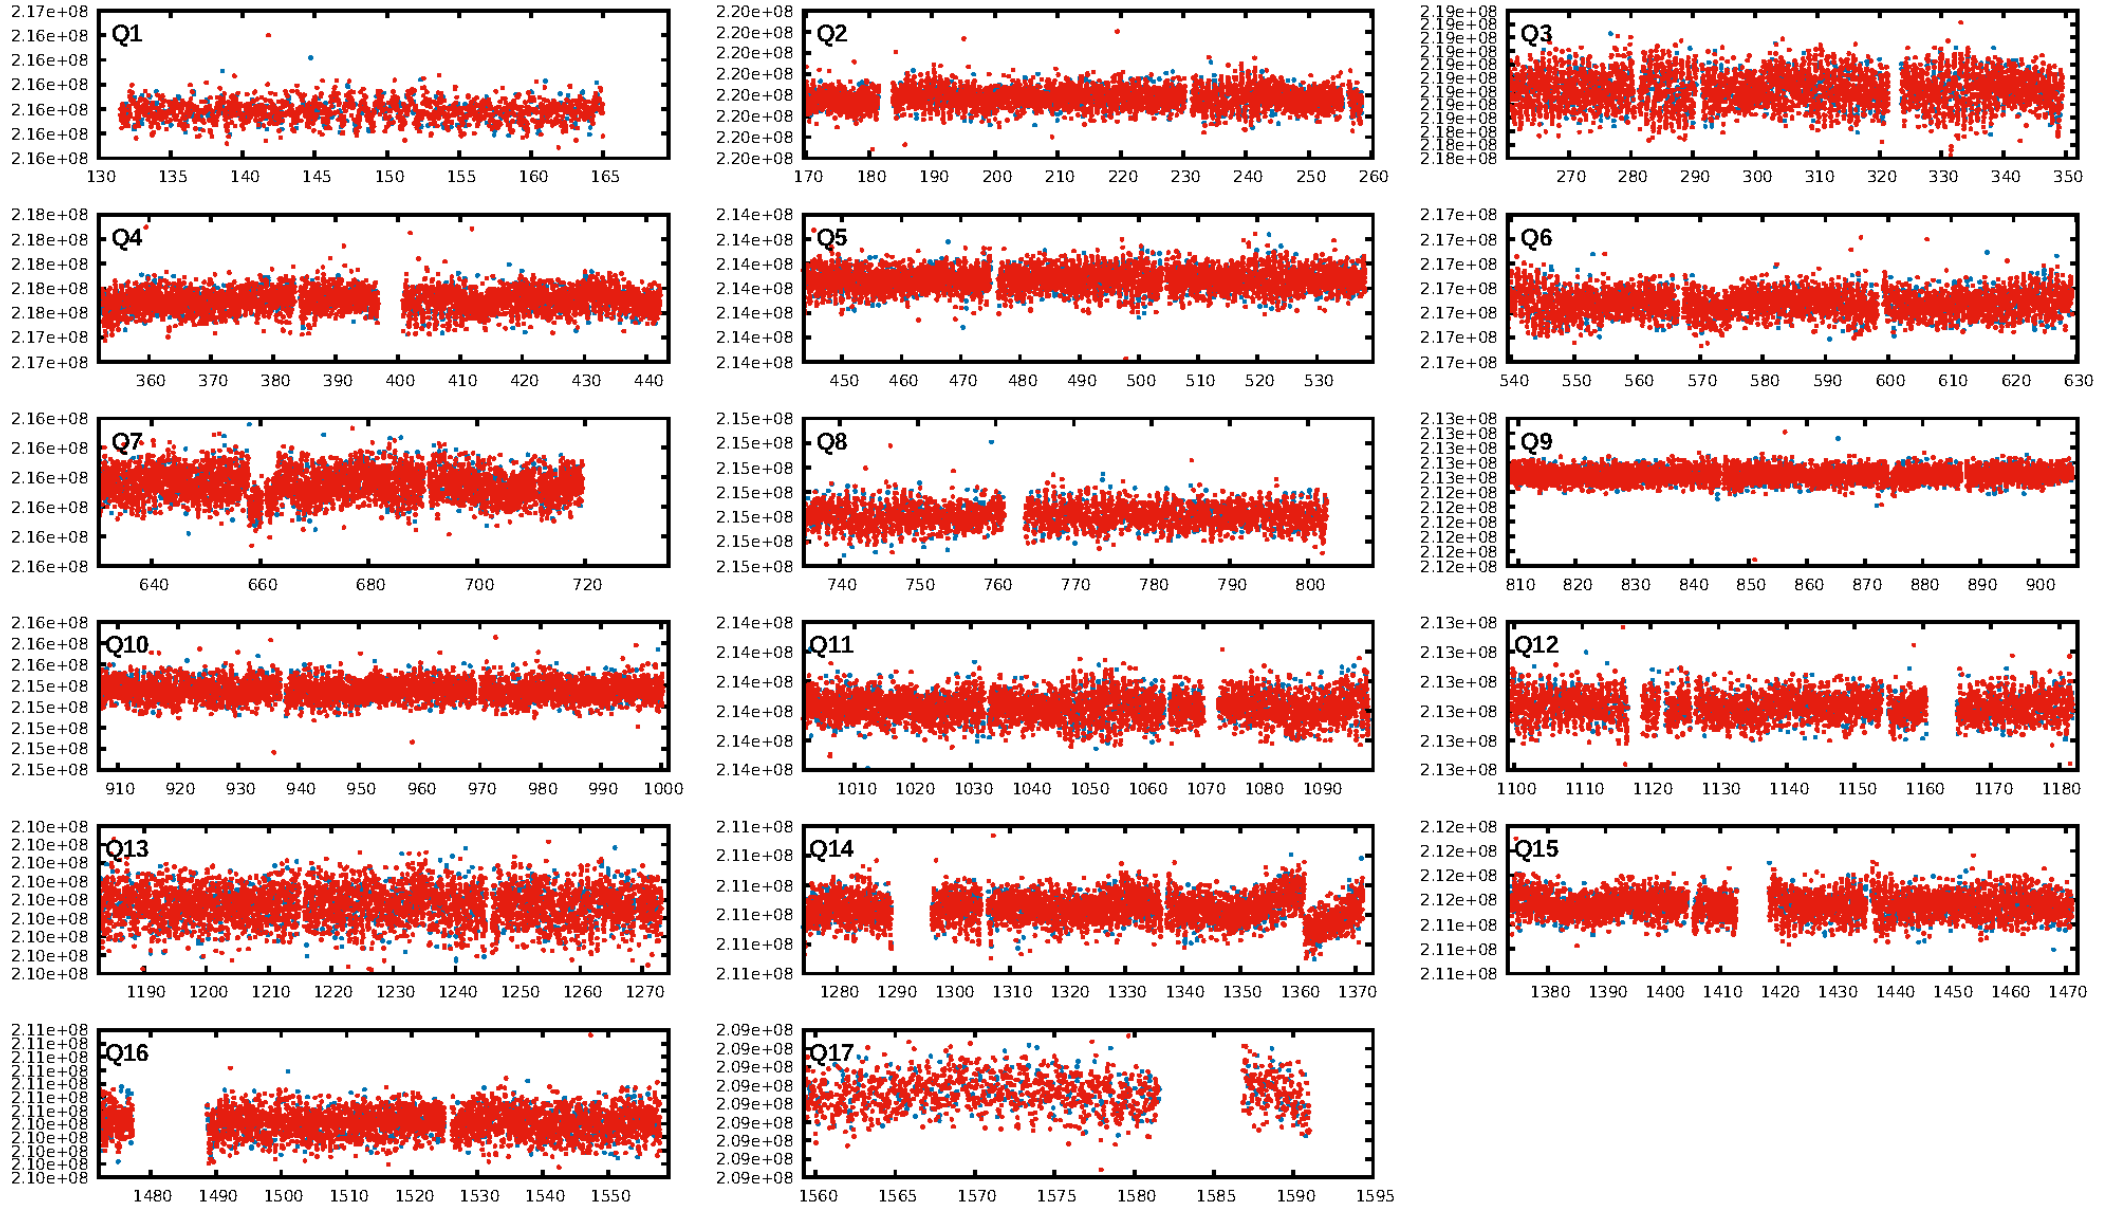 Q1
2.17e+08
2.16e+08
2.16e+08
2.16e+08
2.16e+08
2.16e+08
2.16e+08
130 135 140 145 150 155 160 165
Q2
2.20e+08
2.20e+08
2.20e+08
2.20e+08
2.20e+08
2.20e+08
2.20e+08
2.20e+08
170 180 190 200 210 220 230 240 250 260
Q3
2.19e+08
2.19e+08
2.19e+08
2.19e+08
2.19e+08
2.19e+08
2.19e+08
2.19e+08
2.19e+08
2.18e+08
2.18e+08
2.18e+08
270 280 290 300 310 320 330 340 350
Q4
2.18e+08
2.18e+08
2.18e+08
2.18e+08
2.18e+08
2.17e+08
2.17e+08
360 370 380 390 400 410 420 430 440
Q5
2.14e+08
2.14e+08
2.14e+08
2.14e+08
2.14e+08
2.14e+08
2.14e+08
450 460 470 480 490 500 510 520 530
Q6
2.17e+08
2.17e+08
2.17e+08
2.17e+08
2.17e+08
2.17e+08
2.17e+08
540 550 560 570 580 590 600 610 620 630
Q7
2.16e+08
2.16e+08
2.16e+08
2.16e+08
2.16e+08
2.16e+08
640 660 680 700 720
Q8
2.15e+08
2.15e+08
2.15e+08
2.15e+08
2.15e+08
2.15e+08
2.15e+08
740 750 760 770 780 790 800
Q9
2.13e+08
2.13e+08
2.13e+08
2.13e+08
2.13e+08
2.12e+08
2.12e+08
2.12e+08
2.12e+08
2.12e+08
2.12e+08
810 820 830 840 850 860 870 880 890 900
Q10
2.16e+08
2.16e+08
2.16e+08
2.15e+08
2.15e+08
2.15e+08
2.15e+08
2.15e+08
910 920 930 940 950 960 970 980 990 1000
Q11
2.14e+08
2.14e+08
2.14e+08
2.14e+08
2.14e+08
2.14e+08
1010 1020 1030 1040 1050 1060 1070 1080 1090
Q12
2.13e+08
2.13e+08
2.13e+08
2.13e+08
2.13e+08
2.13e+08
1100 1110 1120 1130 1140 1150 1160 1170 1180
Q13
2.10e+08
2.10e+08
2.10e+08
2.10e+08
2.10e+08
2.10e+08
2.10e+08
2.10e+08
2.10e+08
1190 1200 1210 1220 1230 1240 1250 1260 1270
Q14
2.11e+08
2.11e+08
2.11e+08
2.11e+08
2.11e+08
2.11e+08
1280 1290 1300 1310 1320 1330 1340 1350 1360 1370
Q15
2.12e+08
2.12e+08
2.12e+08
2.12e+08
2.11e+08
2.11e+08
2.11e+08
1380 1390 1400 1410 1420 1430 1440 1450 1460 1470
Q16
2.11e+08
2.11e+08
2.11e+08
2.11e+08
2.11e+08
2.11e+08
2.11e+08
2.10e+08
2.10e+08
2.10e+08
2.10e+08
2.10e+08
1480 1490 1500 1510 1520 1530 1540 1550
Q17
2.09e+08
2.09e+08
2.09e+08
2.09e+08
2.09e+08
2.09e+08
2.09e+08
2.09e+08
2.09e+08
1560 1565 1570 1575 1580 1585 1590 1595